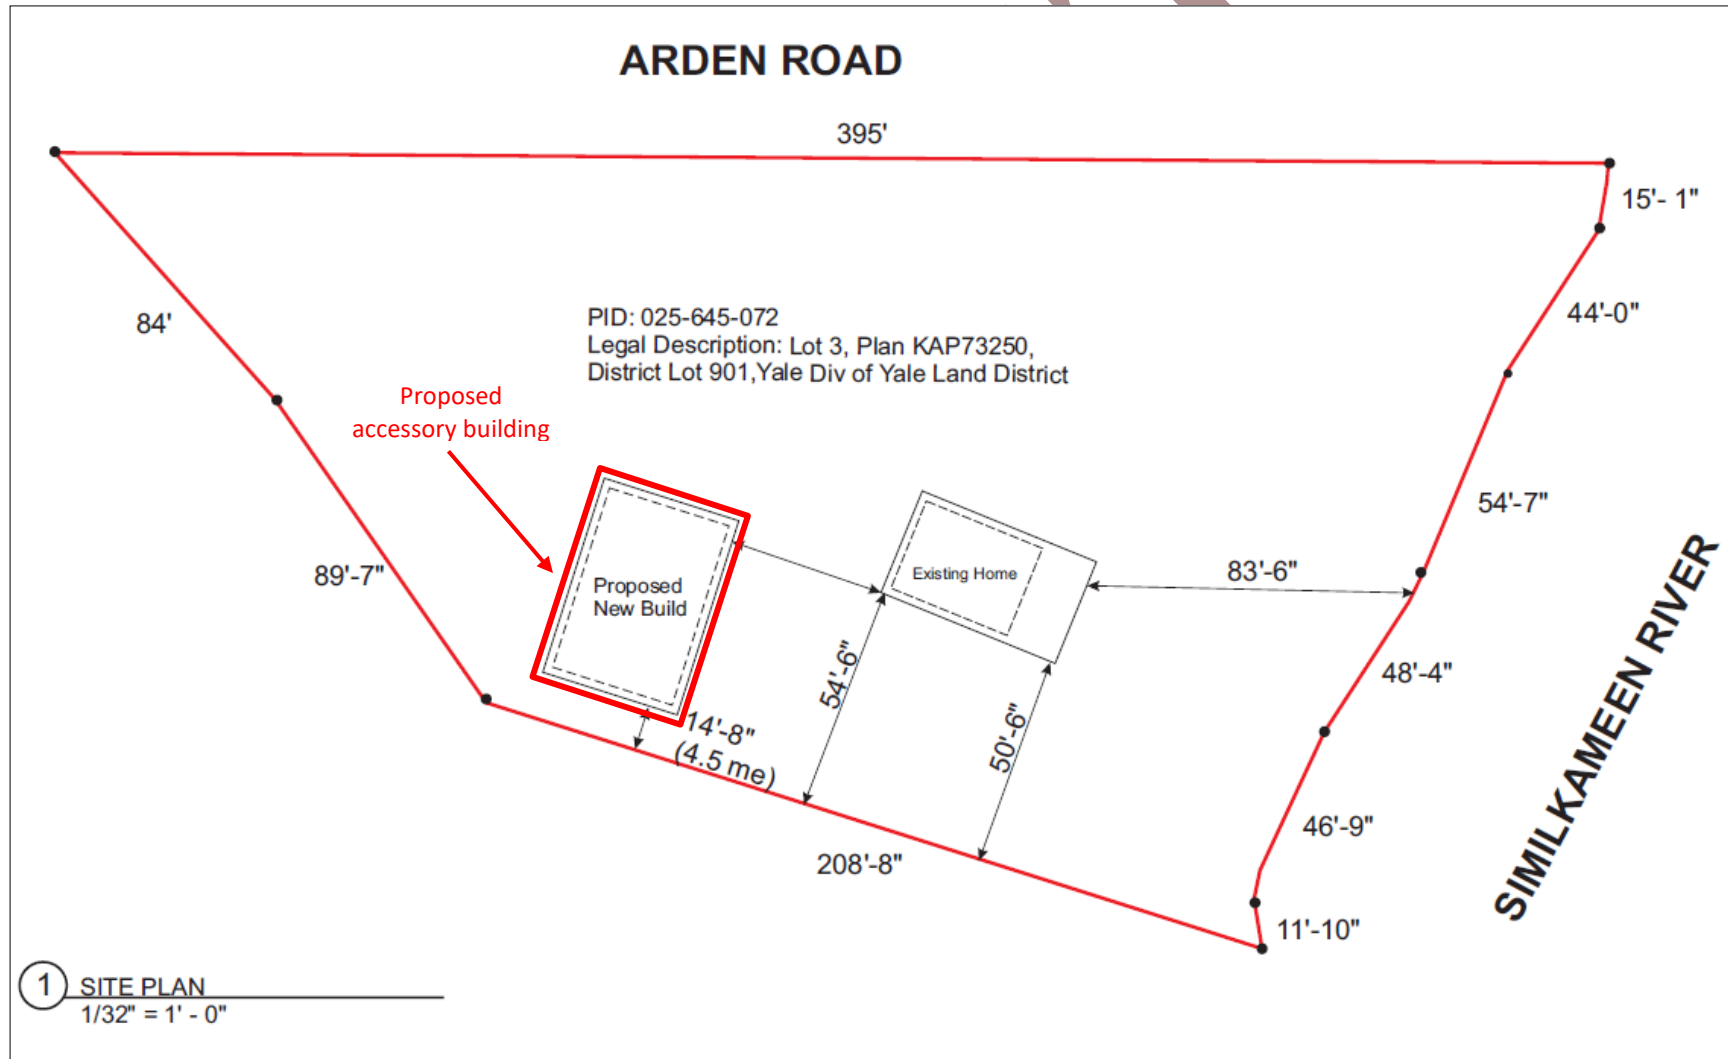 ARDEN ROAD
395'
15'- 1"
84'
44'-0"
PID: 025-645-072
Legal Description: Lot 3, Plan KAP73250,
District Lot 901,Yale Div of Yale Land District
Proposed
accessory building
54'-7"
89'-7"
Proposed
New Build
Existing Home
83'-6"
SIMILKAMEEN RIVER
48'-4"
54'-6"
50'-6"
14'-8"
(4.5 me)
46'-9"
208'-8"
11'-10"
1
SITE PLAN
1/32" = 1' - 0"